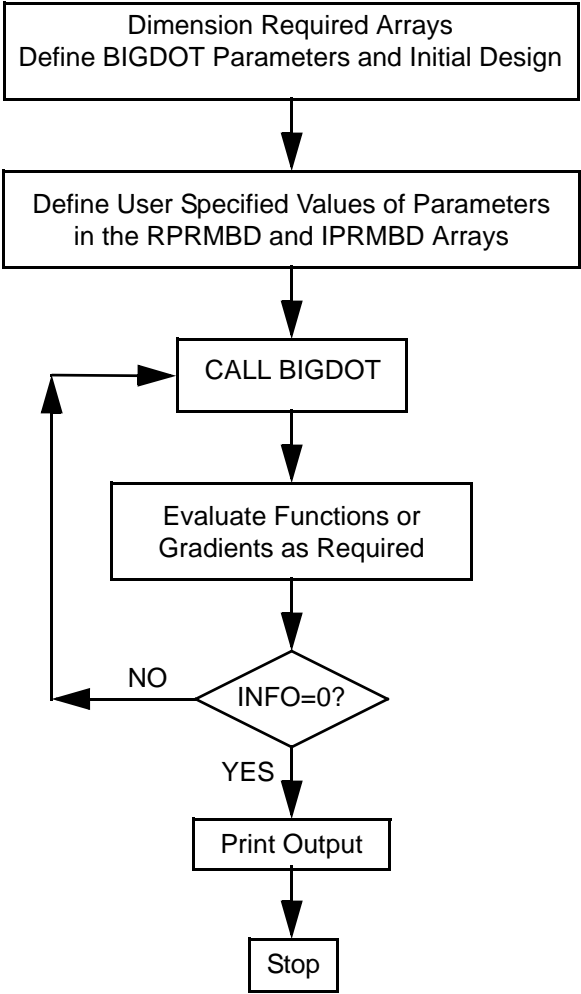 Dimension Required Arrays
Define BIGDOT Parameters and Initial Design
Define User Specified Values of Parameters
in the RPRMBD and IPRMBD Arrays
CALL BIGDOT
Evaluate Functions or
Gradients as Required
NO
INFO=0?
YES
Print Output
Stop